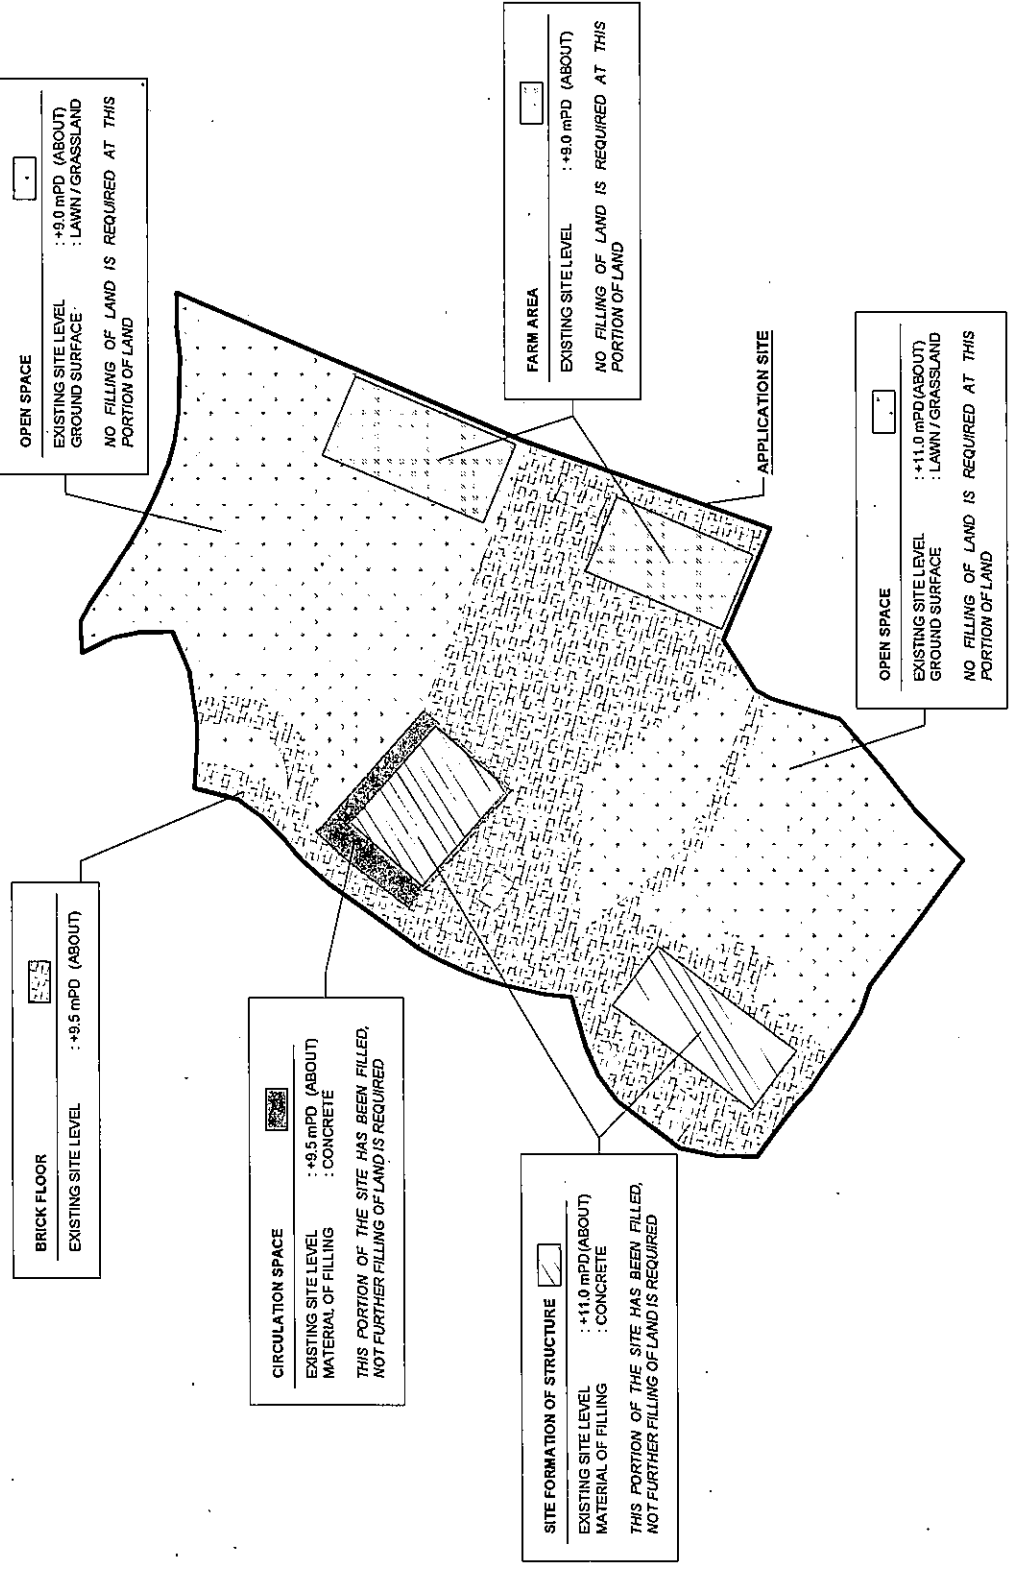 BRICK FLOOR
EXISTING SITE LEVEL : +9.5 mPD (ABOUT)
CIRCULATION SPACE
EXISTING SITE LEVEL : +9.5 mPD (ABOUT)
MATERIAL OF FILLING : CONCRETE
THIS PORTION OF THE SITE HAS BEEN FILLED,
NOT FURTHER FILLING OF LAND IS REQUIRED
SITE FORMATION OF STRUCTURE
EXISTING SITE LEVEL : +11.0 mPD(ABOUT)
MATERIAL OF FILLING : CONCRETE
THIS PORTION OF THE SITE HAS BEEN FILLED,
NOT FURTHER FILLING OF LAND IS REQUIRED
OPEN SPACE
EXISTING SITE LEVEL : +9.0 mPD (ABOUT)
GROUND SURFACE : LAWN / GRASSLAND
NO FILLING OF LAND IS REQUIRED AT THIS
PORTION OF LAND
FARM AREA
EXISTING SITE LEVEL : +9.0 mPD (ABOUT)
NO FILLING OF LAND IS REQUIRED AT THIS
PORTION OF LAND
APPLICATION SITE
OPEN SPACE
EXISTING SITE LEVEL : +11.0 mPD(ABOUT)
GROUND SURFACE : LAWN / GRASSLAND
NO FILLING OF LAND IS REQUIRED AT THIS
PORTION OF LAND